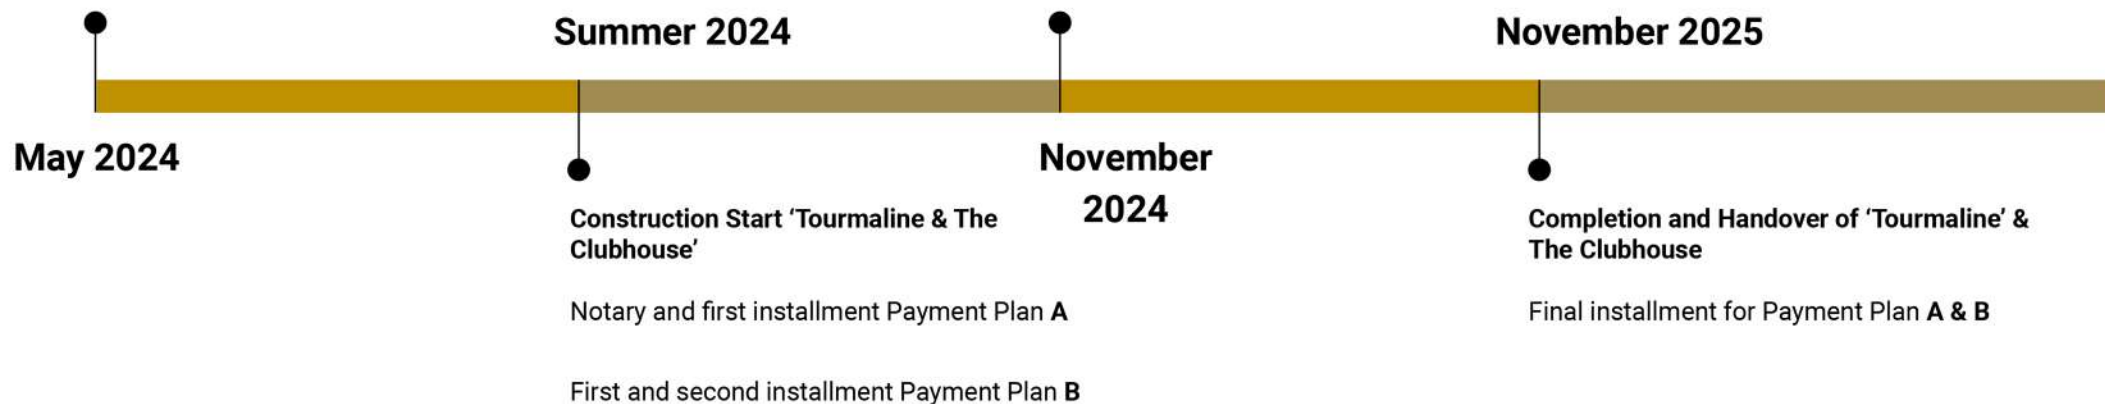 Summer 2024
November 2025
May 2024
November
2024
Construction Start ‘Tourmaline & The
Clubhouse’
Notary and first installment Payment Plan A
First and second installment Payment Plan B
Completion and Handover of ‘Tourmaline’ &
The Clubhouse
Final installment for Payment Plan A & B